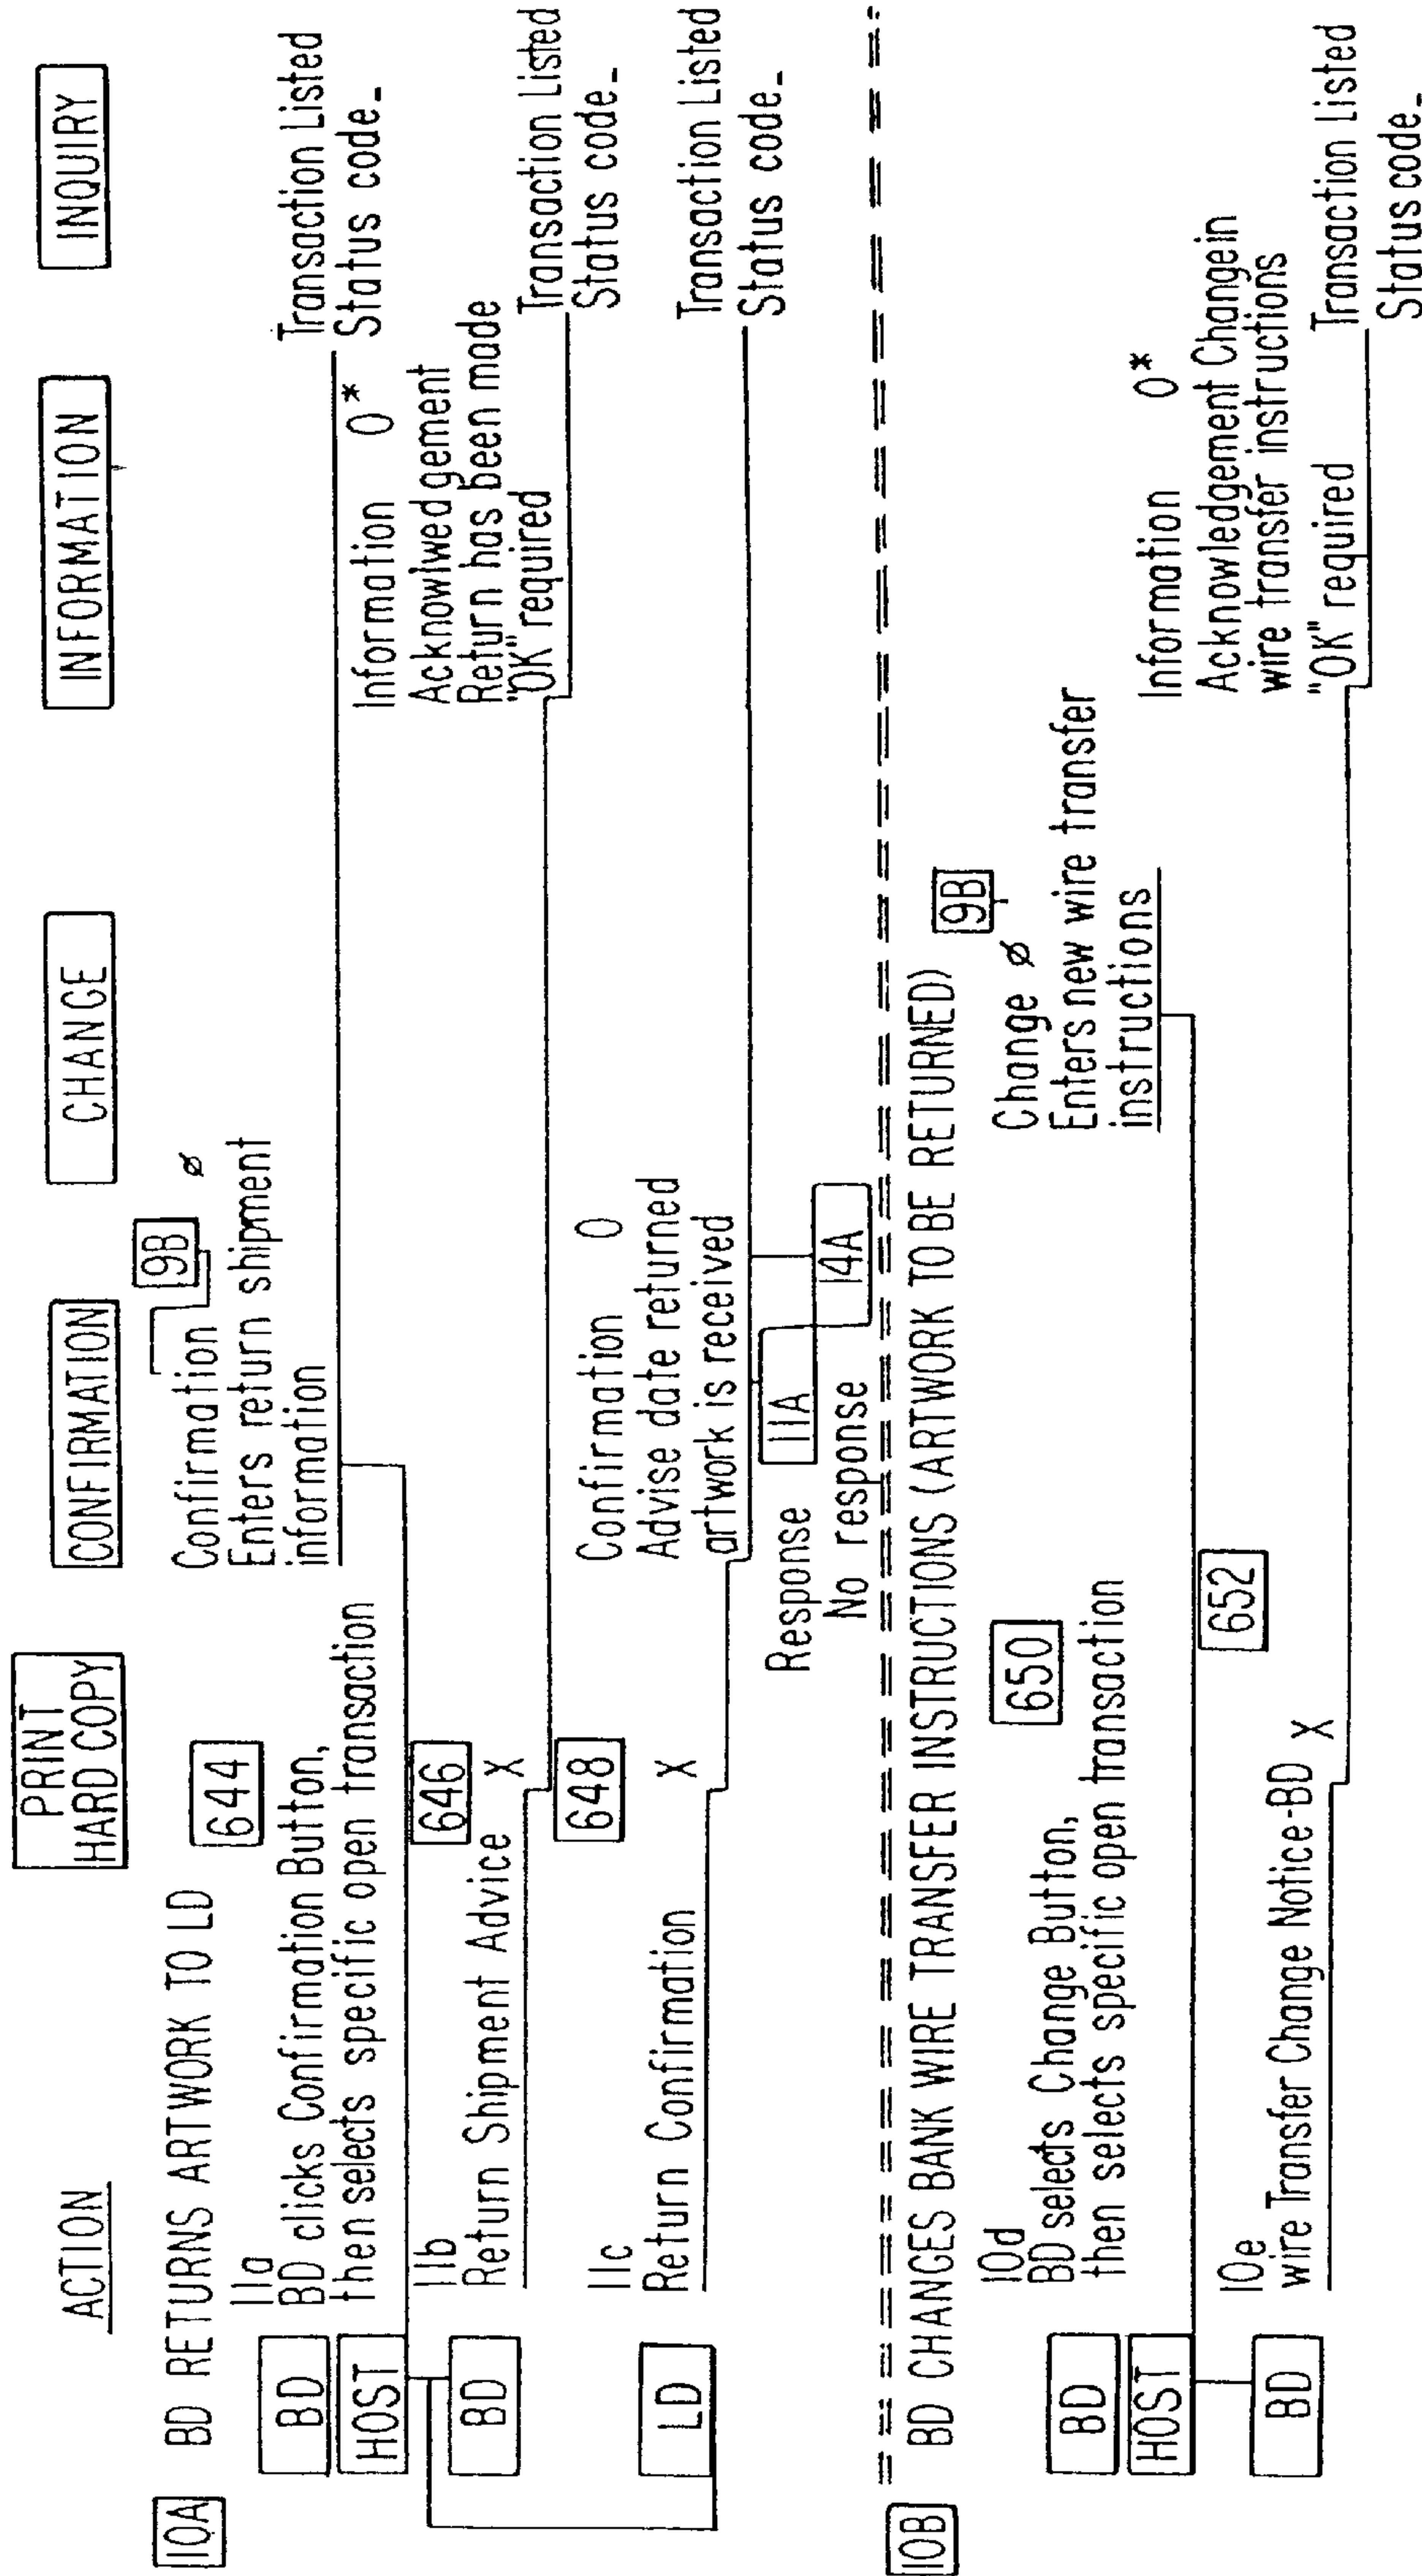 ACTION
PRINT
HARD COPY
CONFIRMATION
CHANGE
INFORMATION
INQUIRY
10A
BD RETURNS ARTWORK TO LD
9B
11a
644
BD
BD clicks Confirmation Button,
then selects specific open transaction
HOST
Confirmation ø
Enters return shipment
information
Transaction Listed
Status code_
11b
646
BD
Return Shipment Advice X
Information O*
Acknowlwedgement
Return has been made
"OK" required
Transaction Listed
Status code_
11c
648
LD
Return Confirmation X
Confirmation O
Advise date returned
artwork is received
Transaction Listed
Status code_
Response
11A
No response
14A
10B
BD CHANGES BANK WIRE TRANSFER INSTRUCTIONS (ARTWORK TO BE RETURNED)
9B
10d
650
BD
BD selects Change Button,
then selects specific open transaction
HOST
Change ø
Enters new wire transfer
instructions
10e
652
BD
wire Transfer Change Notice-BD X
Information O*
Acknowledgement Changein
wire transfer instructions
"OK" required
Transaction Listed
Status code_